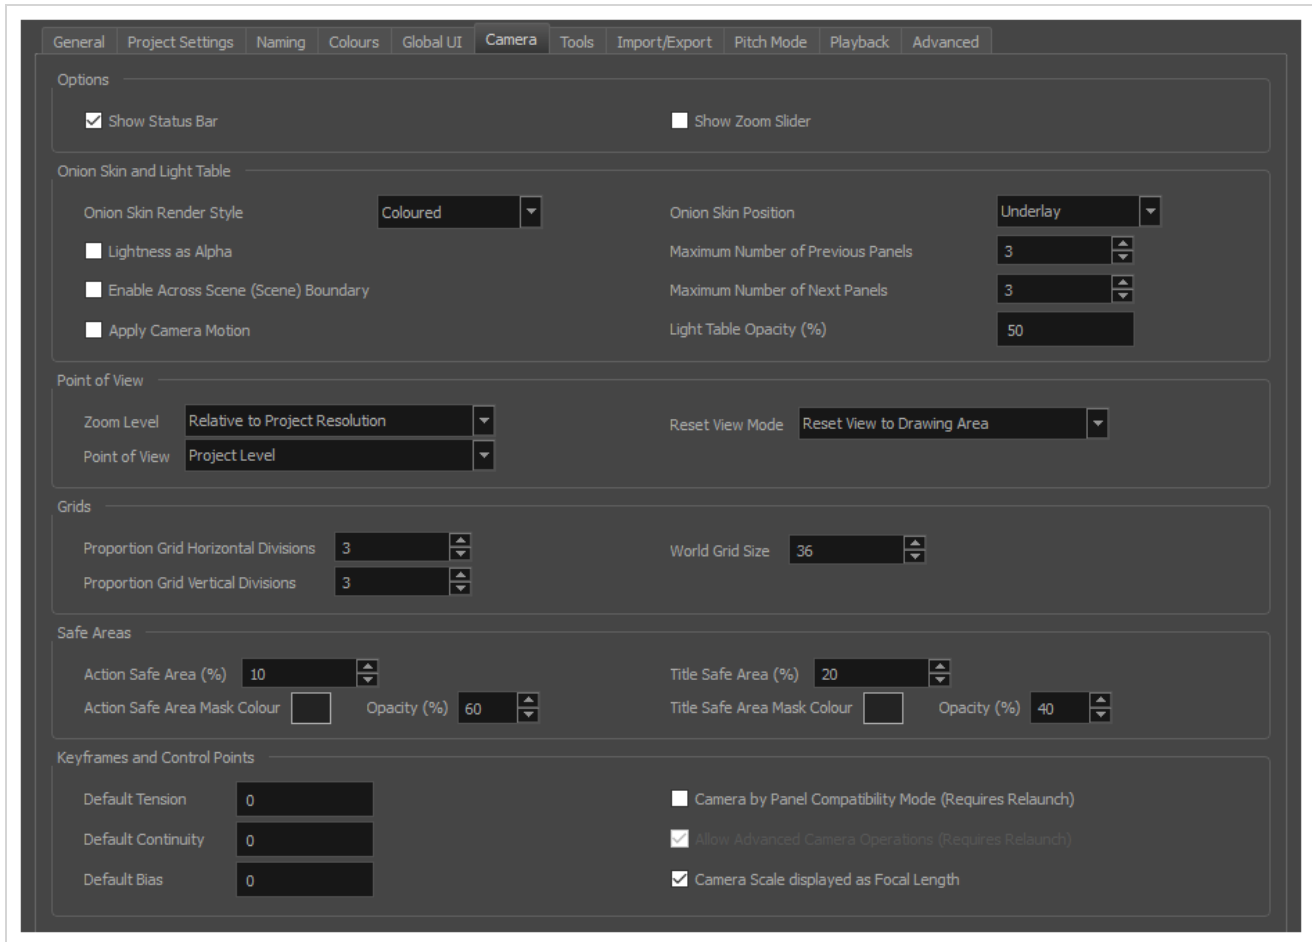 General Project Settings Naming Colours Global UI Camera Tools Import/Export Pitch Mode Playback Advanced
Options
Show Status Bar
Show Zoom Slider
Onion Skin and Light Table
Onion Skin Render Style Coloured
Onion Skin Position Underlay
Lightness as Alpha
Maximum Number of Previous Panels 3
Enable Across Scene (Scene) Boundary
Maximum Number of Next Panels 3
Apply Camera Motion
Light Table Opacity (%) 50
Point of View
Zoom Level Relative to Project Resolution
Reset View Mode Reset View to Drawing Area
Point of View Project Level
Grids
Proportion Grid Horizontal Divisions 3
World Grid Size 36
Proportion Grid Vertical Divisions 3
Safe Areas
Action Safe Area (%) 10
Title Safe Area (%) 20
Action Safe Area Mask Colour Opacity (%) 60
Title Safe Area Mask Colour Opacity (%) 40
Keyframes and Control Points
Default Tension 0
Camera by Panel Compatibility Mode (Requires Relaunch)
Default Continuity 0
Allow Advanced Camera Operations (Requires Relaunch)
Default Bias 0
Camera Scale displayed as Focal Length